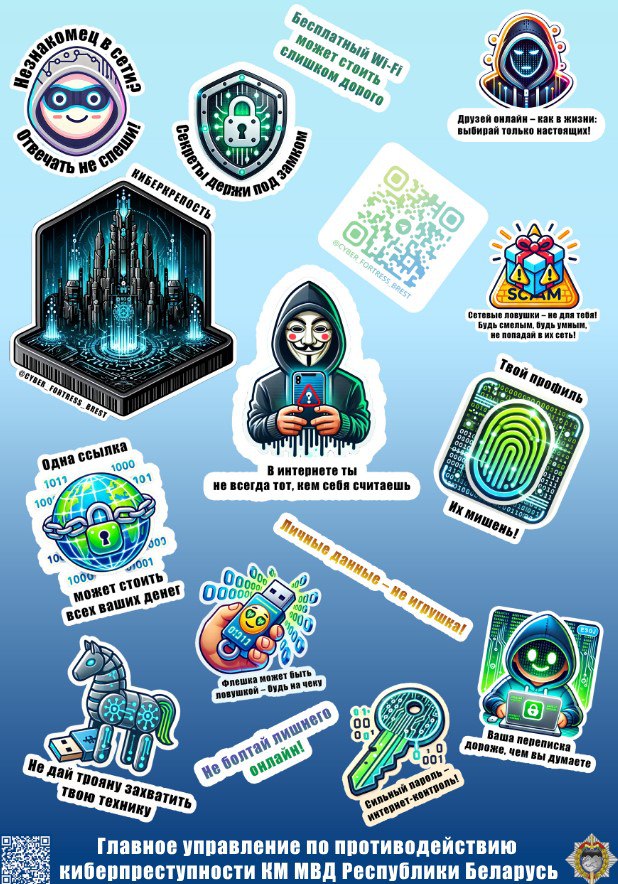 Незнакомец в сети?
Отвечать не спеши!
Бесплатный Wi-Fi
может стоить
слишком дорого
Друзей онлайн – как в жизни:
выбирай только настоящих!
Секреты держи под замком
КИБЕРКРЕПОСТЬ
@CYBER_FORTRESS_BREST
@CYBER_FORTRESS_BREST
SCAM
Сетевые ловушки – не для тебя!
Будь смелым, будь умным,
не попадай в их сеть!
В интернете ты
не всегда тот, кем себя считаешь
Твой профиль
Их мишень!
Одна ссылка
1011
1000
101
может стоить
всех ваших денег
Личные данные – не игрушка!
Флешка может быть
ловушкой – будь на чеку
Не дай трояну захватить
твою технику
Не болтай лишнего
онлайн!
Сильный пароль –
интернет-контроль!
Ваша переписка
дороже, чем вы думаете
Главное управление по противодействию
киберпреступности КМ МВД Республики Беларусь